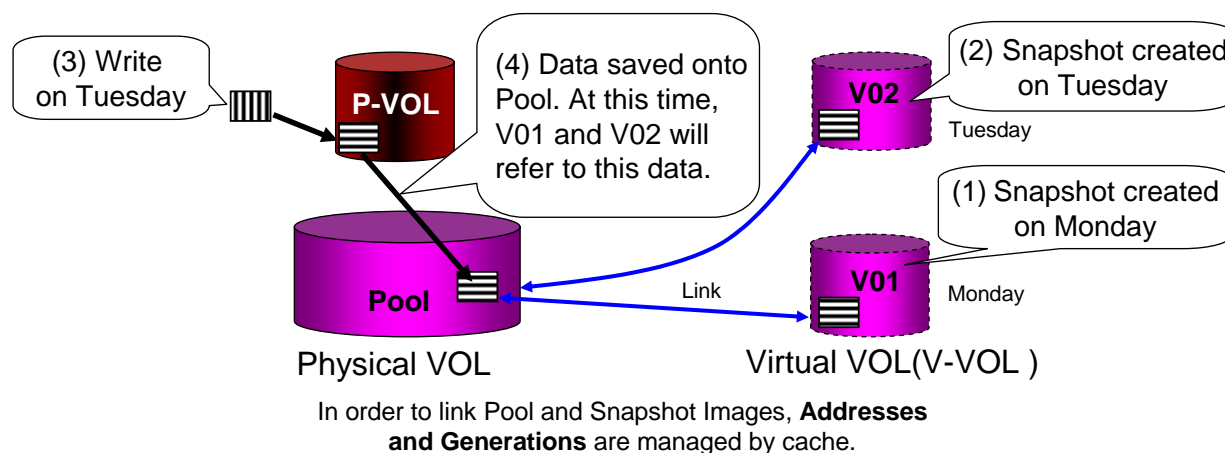 (3) Write
on Tuesday
P-VOL
(4) Data saved onto
Pool. At this time,
V01 and V02 will
refer to this data.
(2) Snapshot created
on Tuesday
V02
Tuesday
(1) Snapshot created
on Monday
V01
Monday
Link
Pool
Physical VOL
Virtual VOL(V-VOL )
In order to link Pool and Snapshot Images, Addresses
and Generations are managed by cache.